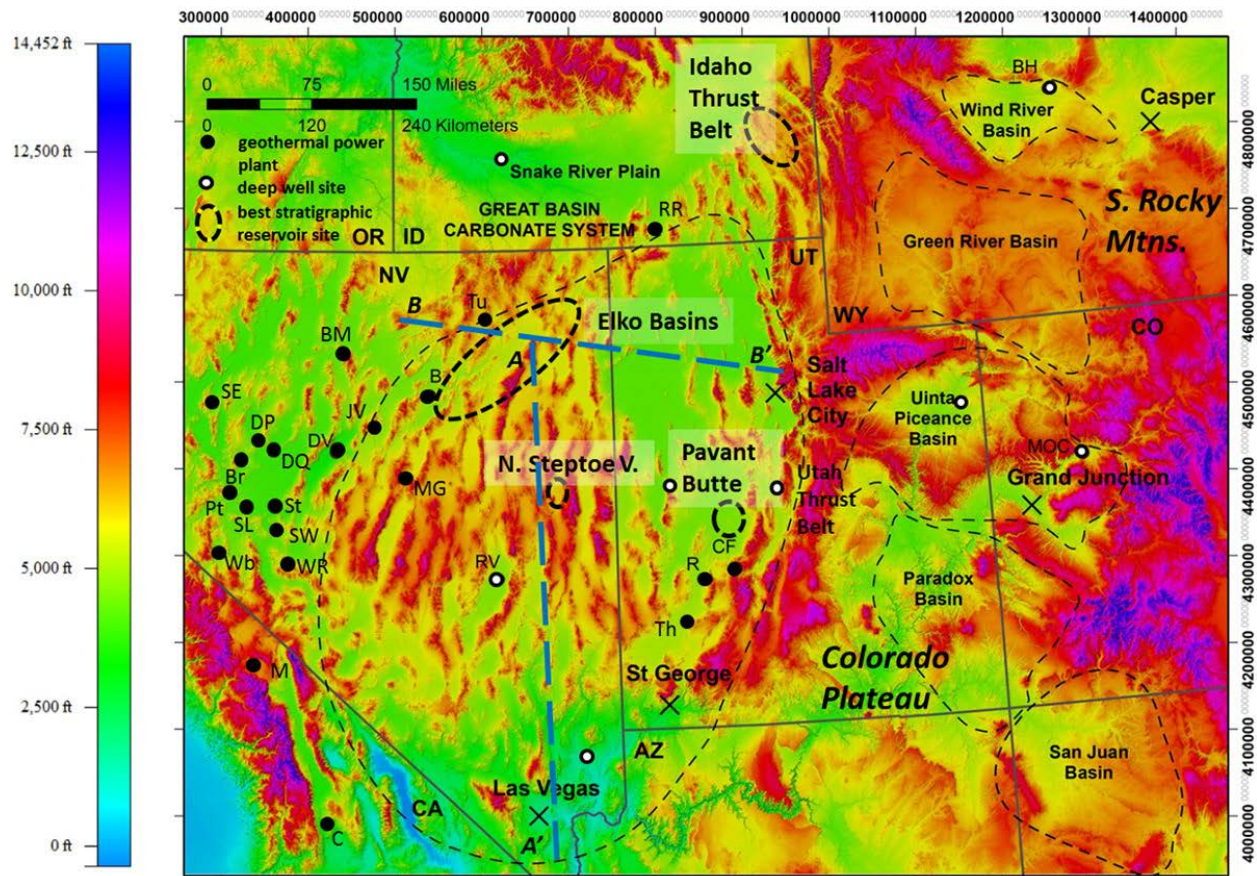 300000 400000 500000 600000 700000 800000 900000 1000000 1100000 1200000 1300000 1400000
14,452 ft
12,500 ft
10,000 ft
7,500 ft
5,000 ft
2,500 ft
0 ft
0 75 150 Miles
0 120 240 Kilometers
geothermal power
plant
deep well site
best stratigraphic
reservoir site
Idaho
Thrust
Belt
BH
Wind River
Basin
Casper
Snake River Plain
GREAT BASIN
CARBONATE SYSTEM
RR
OR
ID
S. Rocky
Mtns.
Green River Basin
NV
UT
WY
CO
B
Tu
Elko Basins
BM
A
B'
Salt
Lake
City
SE
B
JV
DP
DV
DQ
Br
Uinta
Piceance
Basin
MOC
Grand Junction
N. Steptoe V.
MG
Pavant
Butte
Utah
Thrust
Belt
Pt
SL
St
SW
Wb
WR
CF
RV
R
Th
Paradox
Basin
M
St George
Colorado
Plateau
AZ
San Juan
Basin
Las Vegas
CA
A'
C
4800000
4700000
4600000
4500000
4400000
4300000
4200000
4100000
4000000